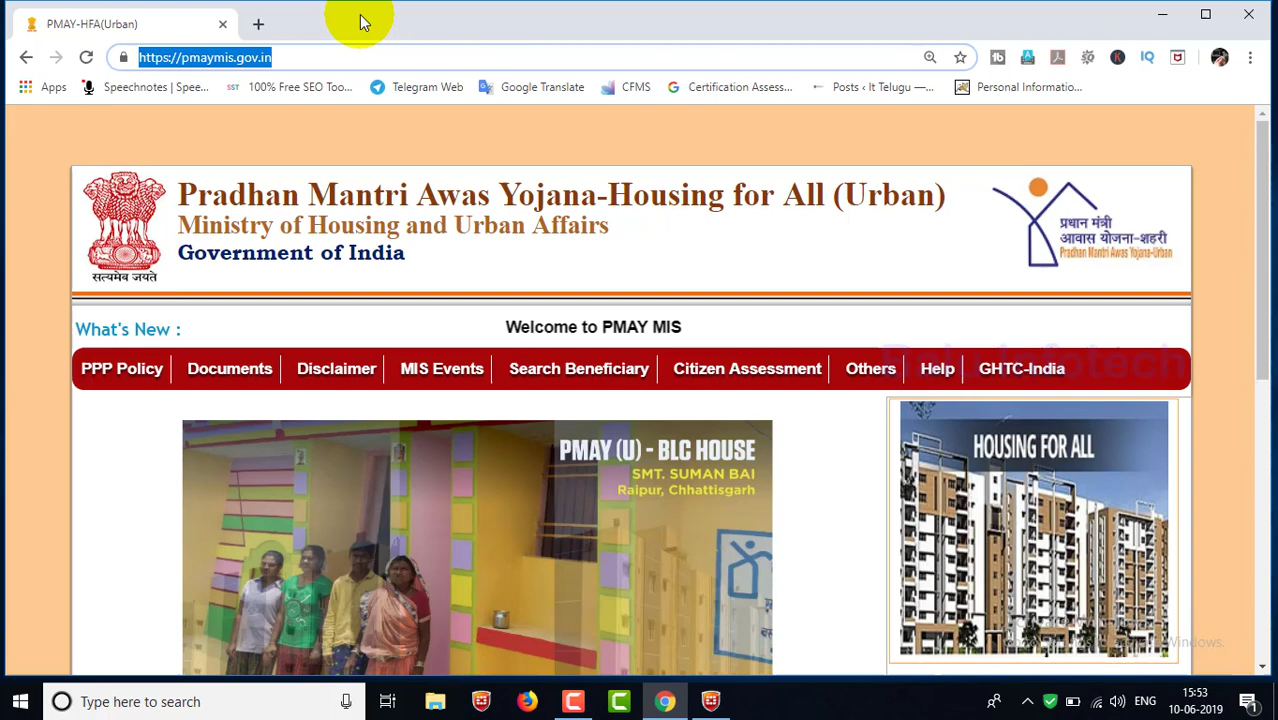 PMAY-HFA(Urban)
https://pmaymis.gov.in
Apps
Speechnotes | Spee...
SST 100% Free SEO Too...
Telegram Web
Google Translate
CFMS
Certification Assess...
Posts ‹ It Telugu —...
Personal Informatio...
Pradhan Mantri Awas Yojana-Housing for All (Urban)
Ministry of Housing and Urban Affairs
Government of India
सत्यमेव जयते
प्रधान मंत्री
आवास योजना-शहरी
Pradhan Mantri Awas Yojana-Urban
What's New :
Welcome to PMAY MIS
Raju infotech
PPP Policy
Documents
Disclaimer
MIS Events
Search Beneficiary
Citizen Assessment
Others
Help
GHTC-India
PMAY (U) - BLC HOUSE
SMT. SUMAN BAI
Raipur, Chhattisgarh
HOUSING FOR ALL
Type here to search
ENG
15:53
10-06-2019